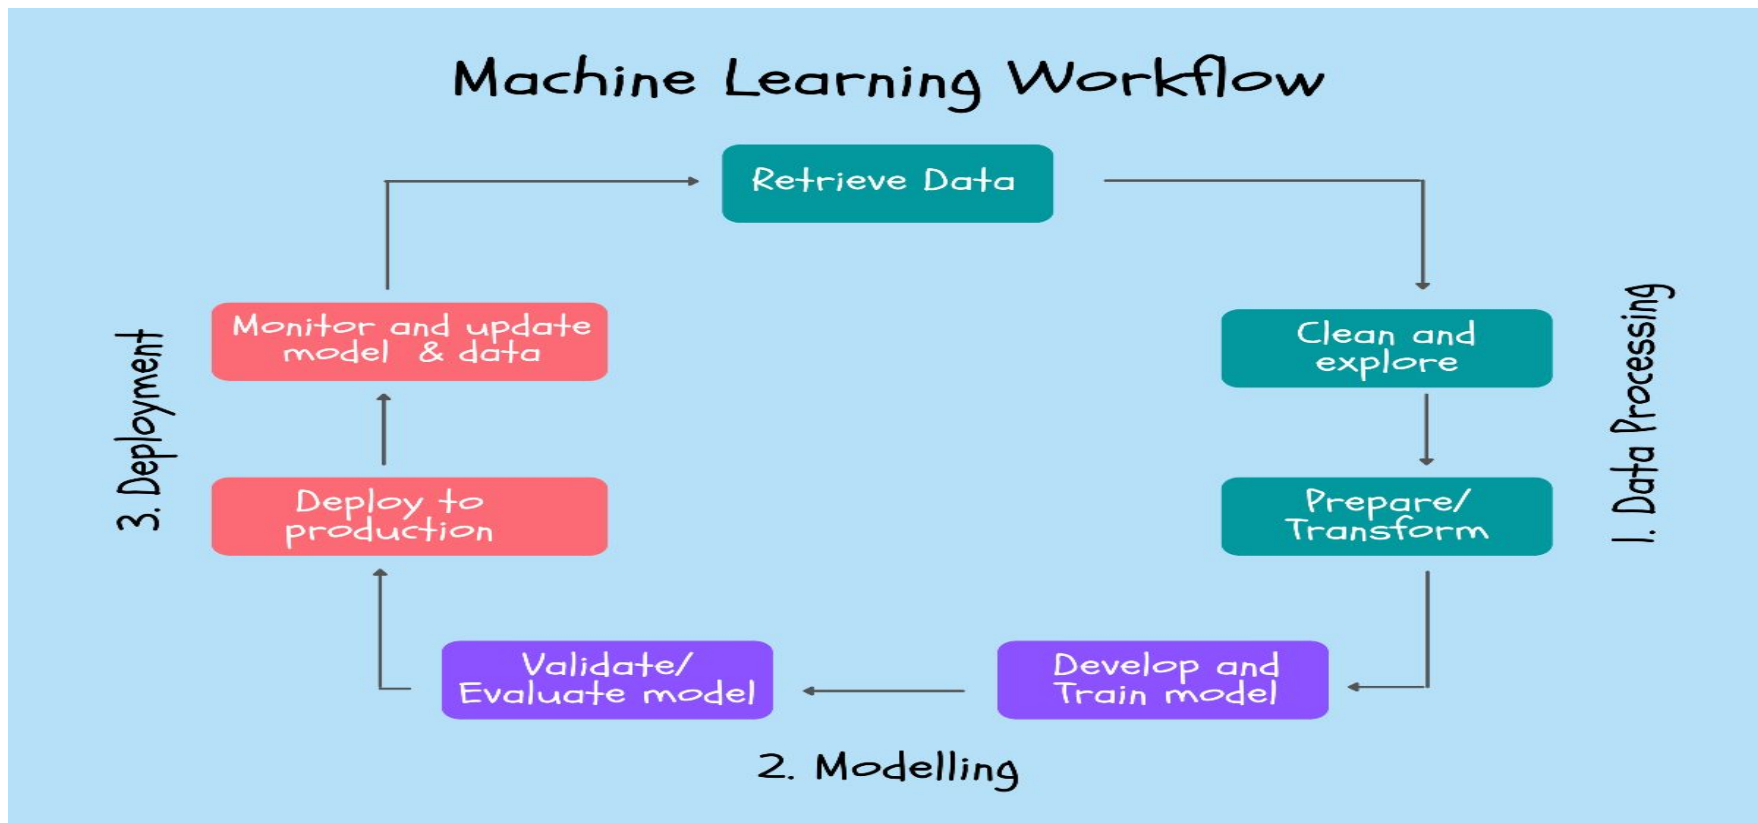 Machine Learning Workflow
Retrieve Data
Clean and
explore
Prepare/
Transform
1. Data Processing
Develop and
Train model
Validate/
Evaluate model
2. Modelling
Deploy to
production
Monitor and update
model & data
3. Deployment